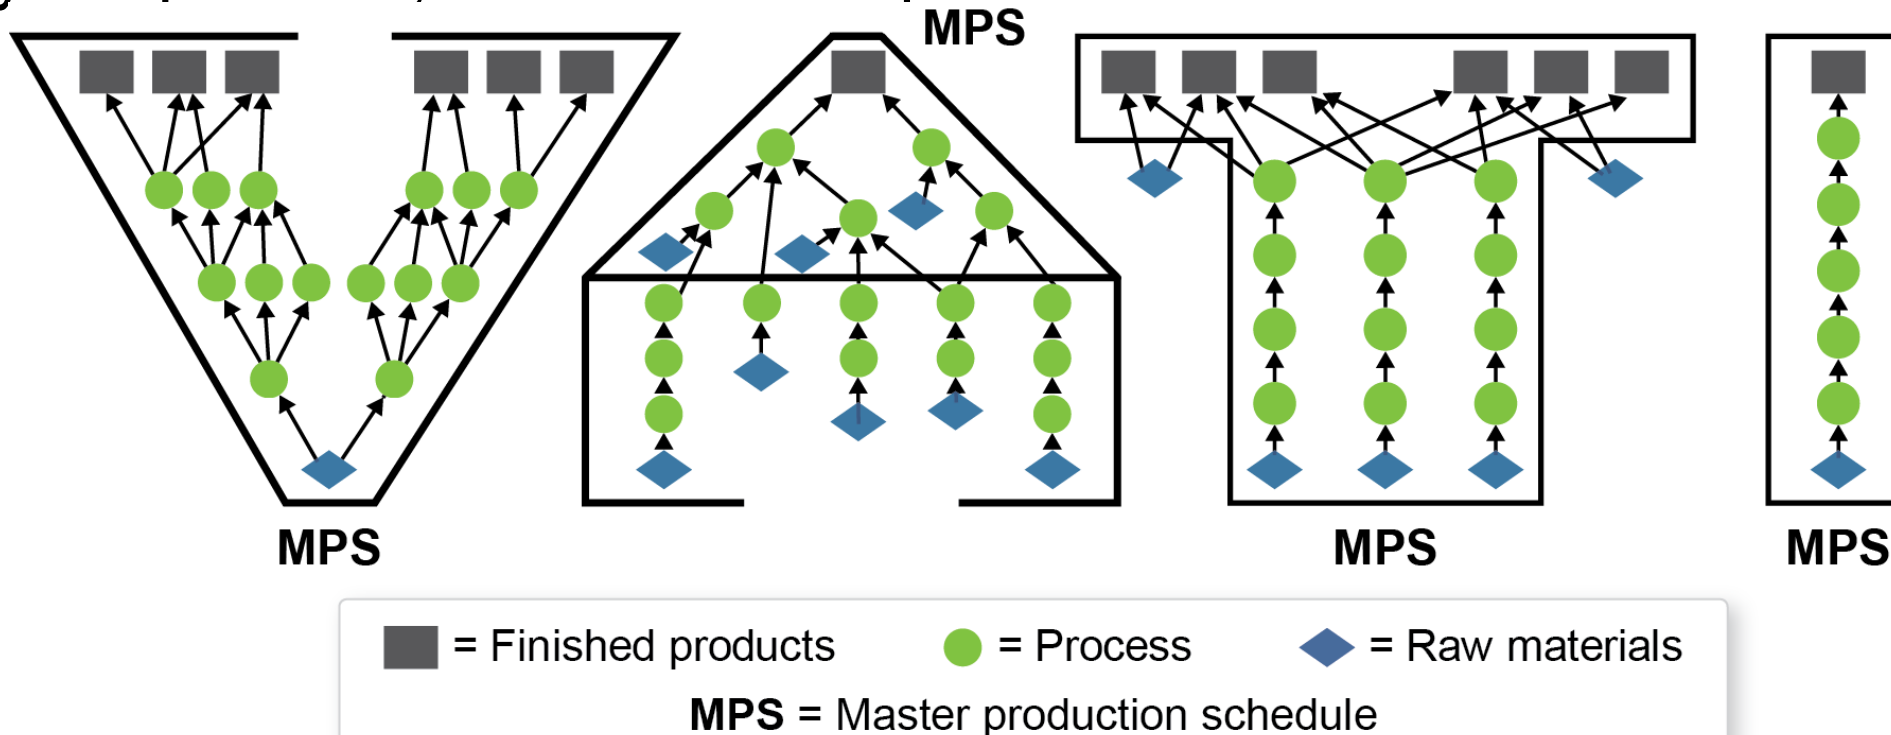 MPS
MPS
MPS
MPS
= Finished products
= Process
= Raw materials
MPS = Master production schedule